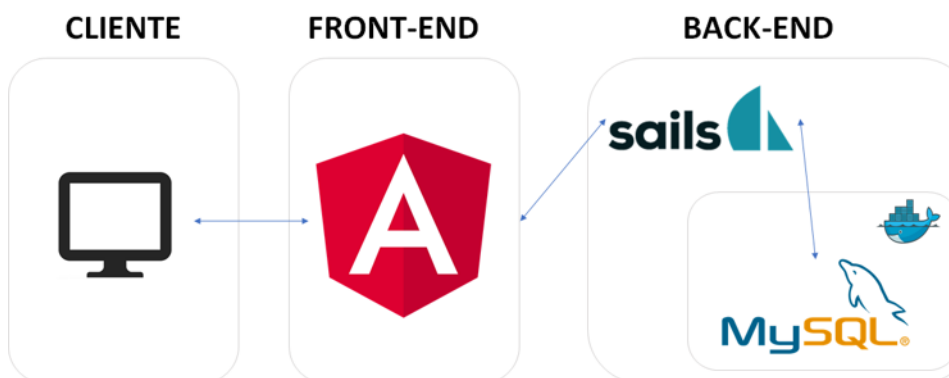 CLIENTE
FRONT-END
BACK-END
sails
A
MySQL®